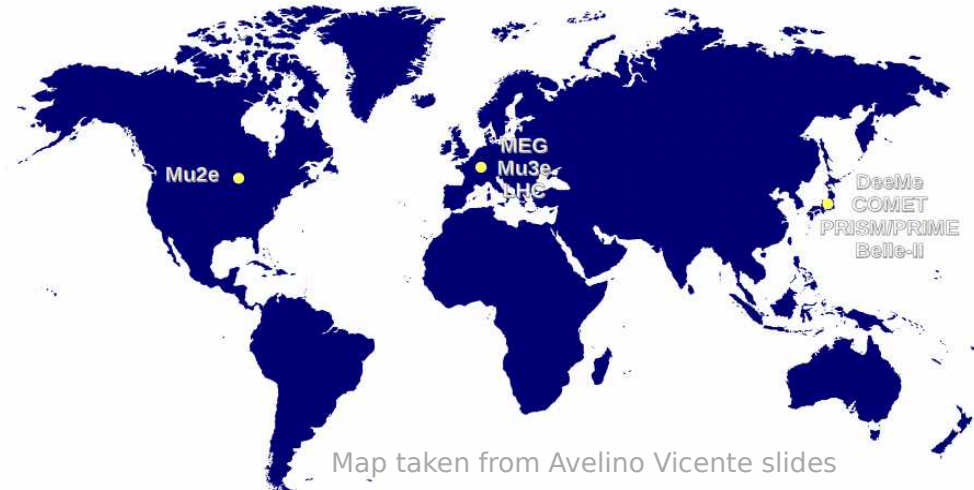 Mu2e
MEG
Mu3e
LHC
DeeMe
COMET
PRISM/PRIME
Belle-II
Map taken from Avelino Vicente slides